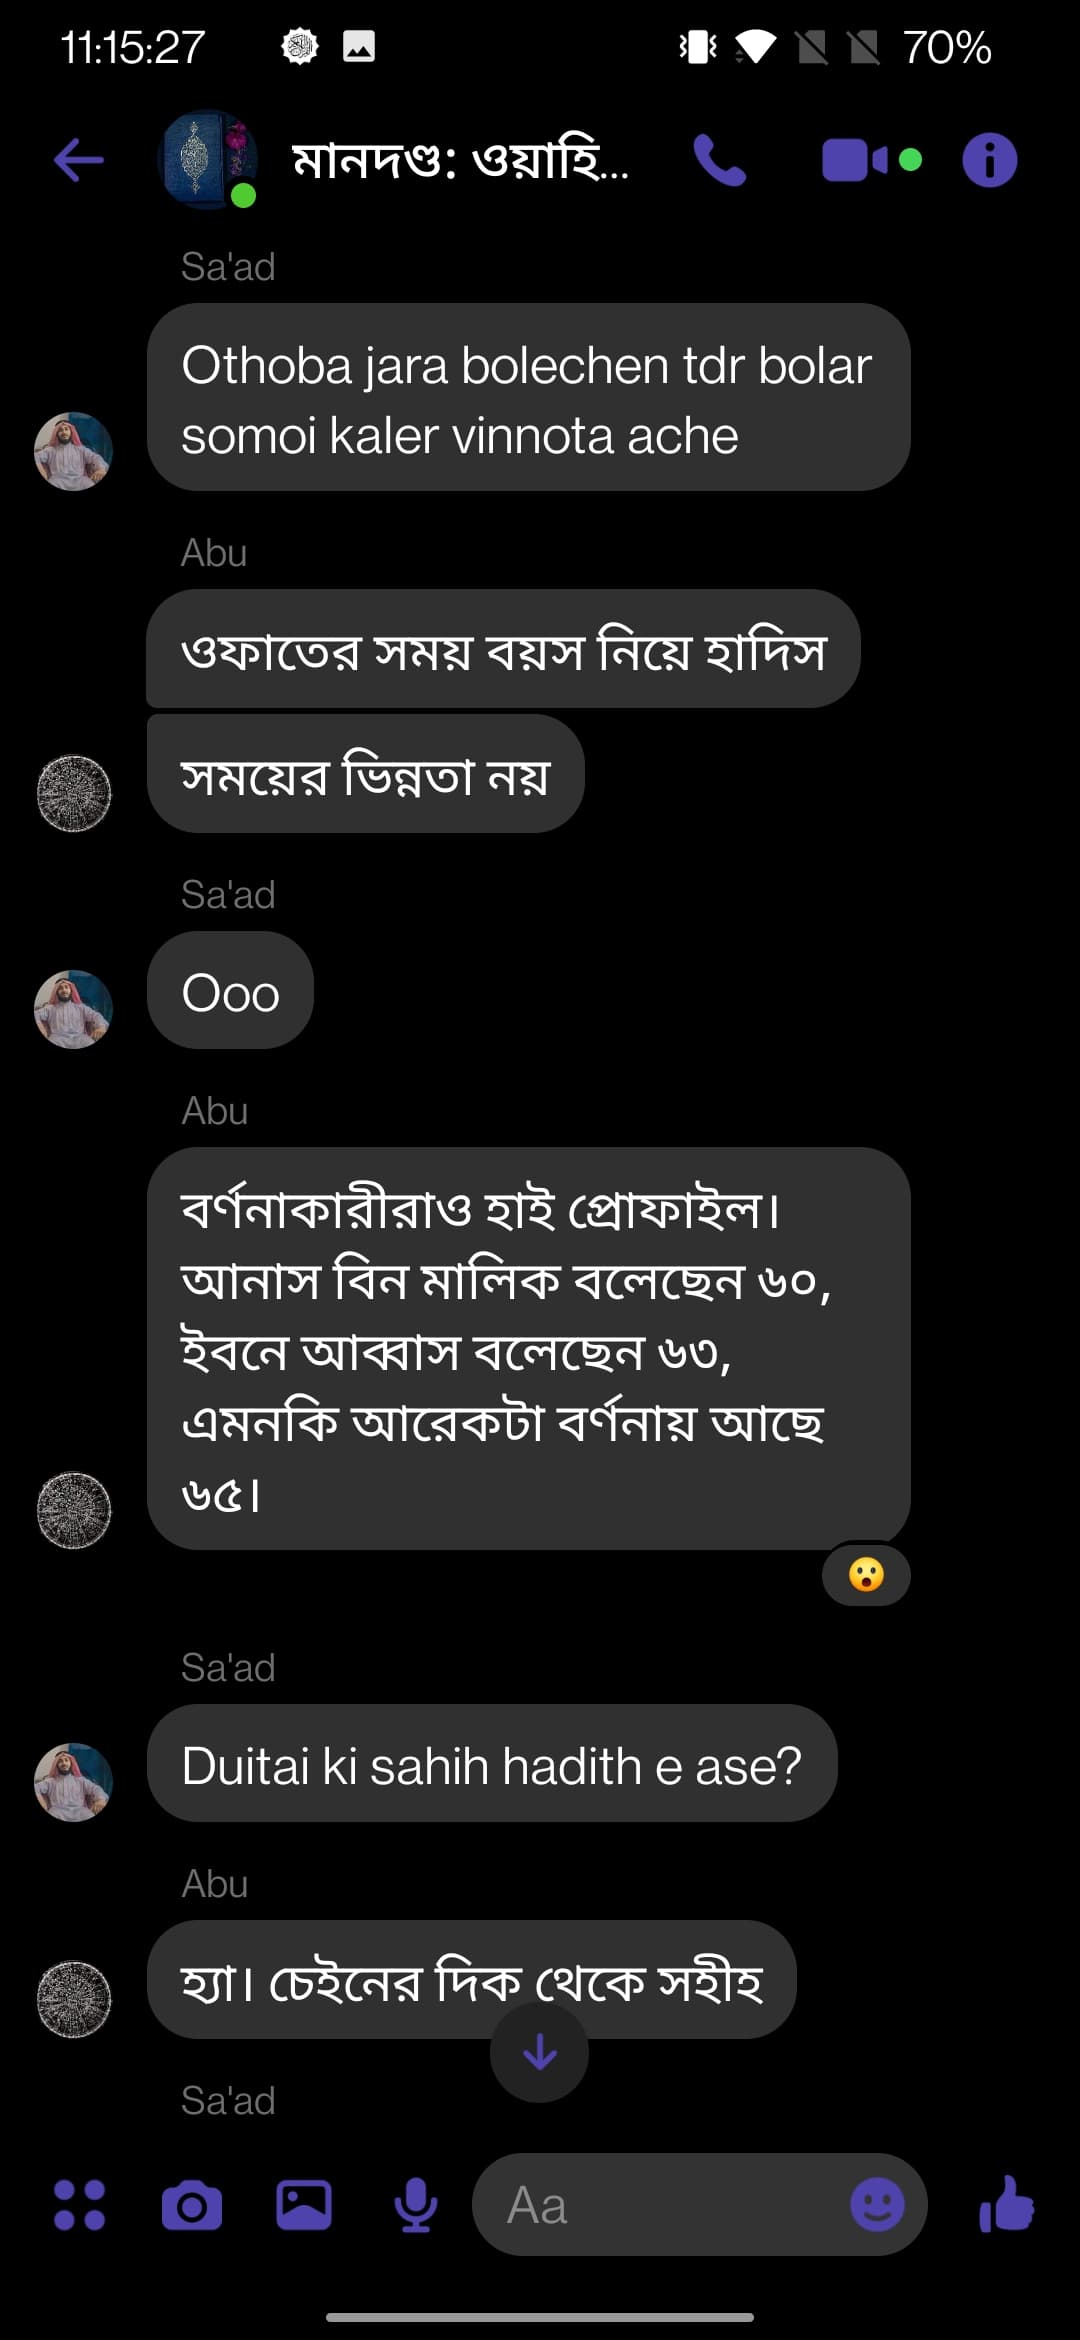 11:15:27
70%
মানদণ্ড: ওয়াহি...
Sa'ad
Othoba jara bolechen tdr bolar
somoi kaler vinnota ache
Abu
ওফাতের সময় বয়স নিয়ে হাদিস
সময়ের ভিন্নতা নয়
Sa'ad
Ooo
Abu
বর্ণনাকারীরাও হাই প্রোফাইল।
আনাস বিন মালিক বলেছেন ৬০,
ইবনে আব্বাস বলেছেন ৬৩,
এমনকি আরেকটা বর্ণনায় আছে
৬৫।
Sa'ad
Duitai ki sahih hadith e ase?
Abu
হ্যা। চেইনের দিক থেকে সহীহ
Sa'ad
Aa